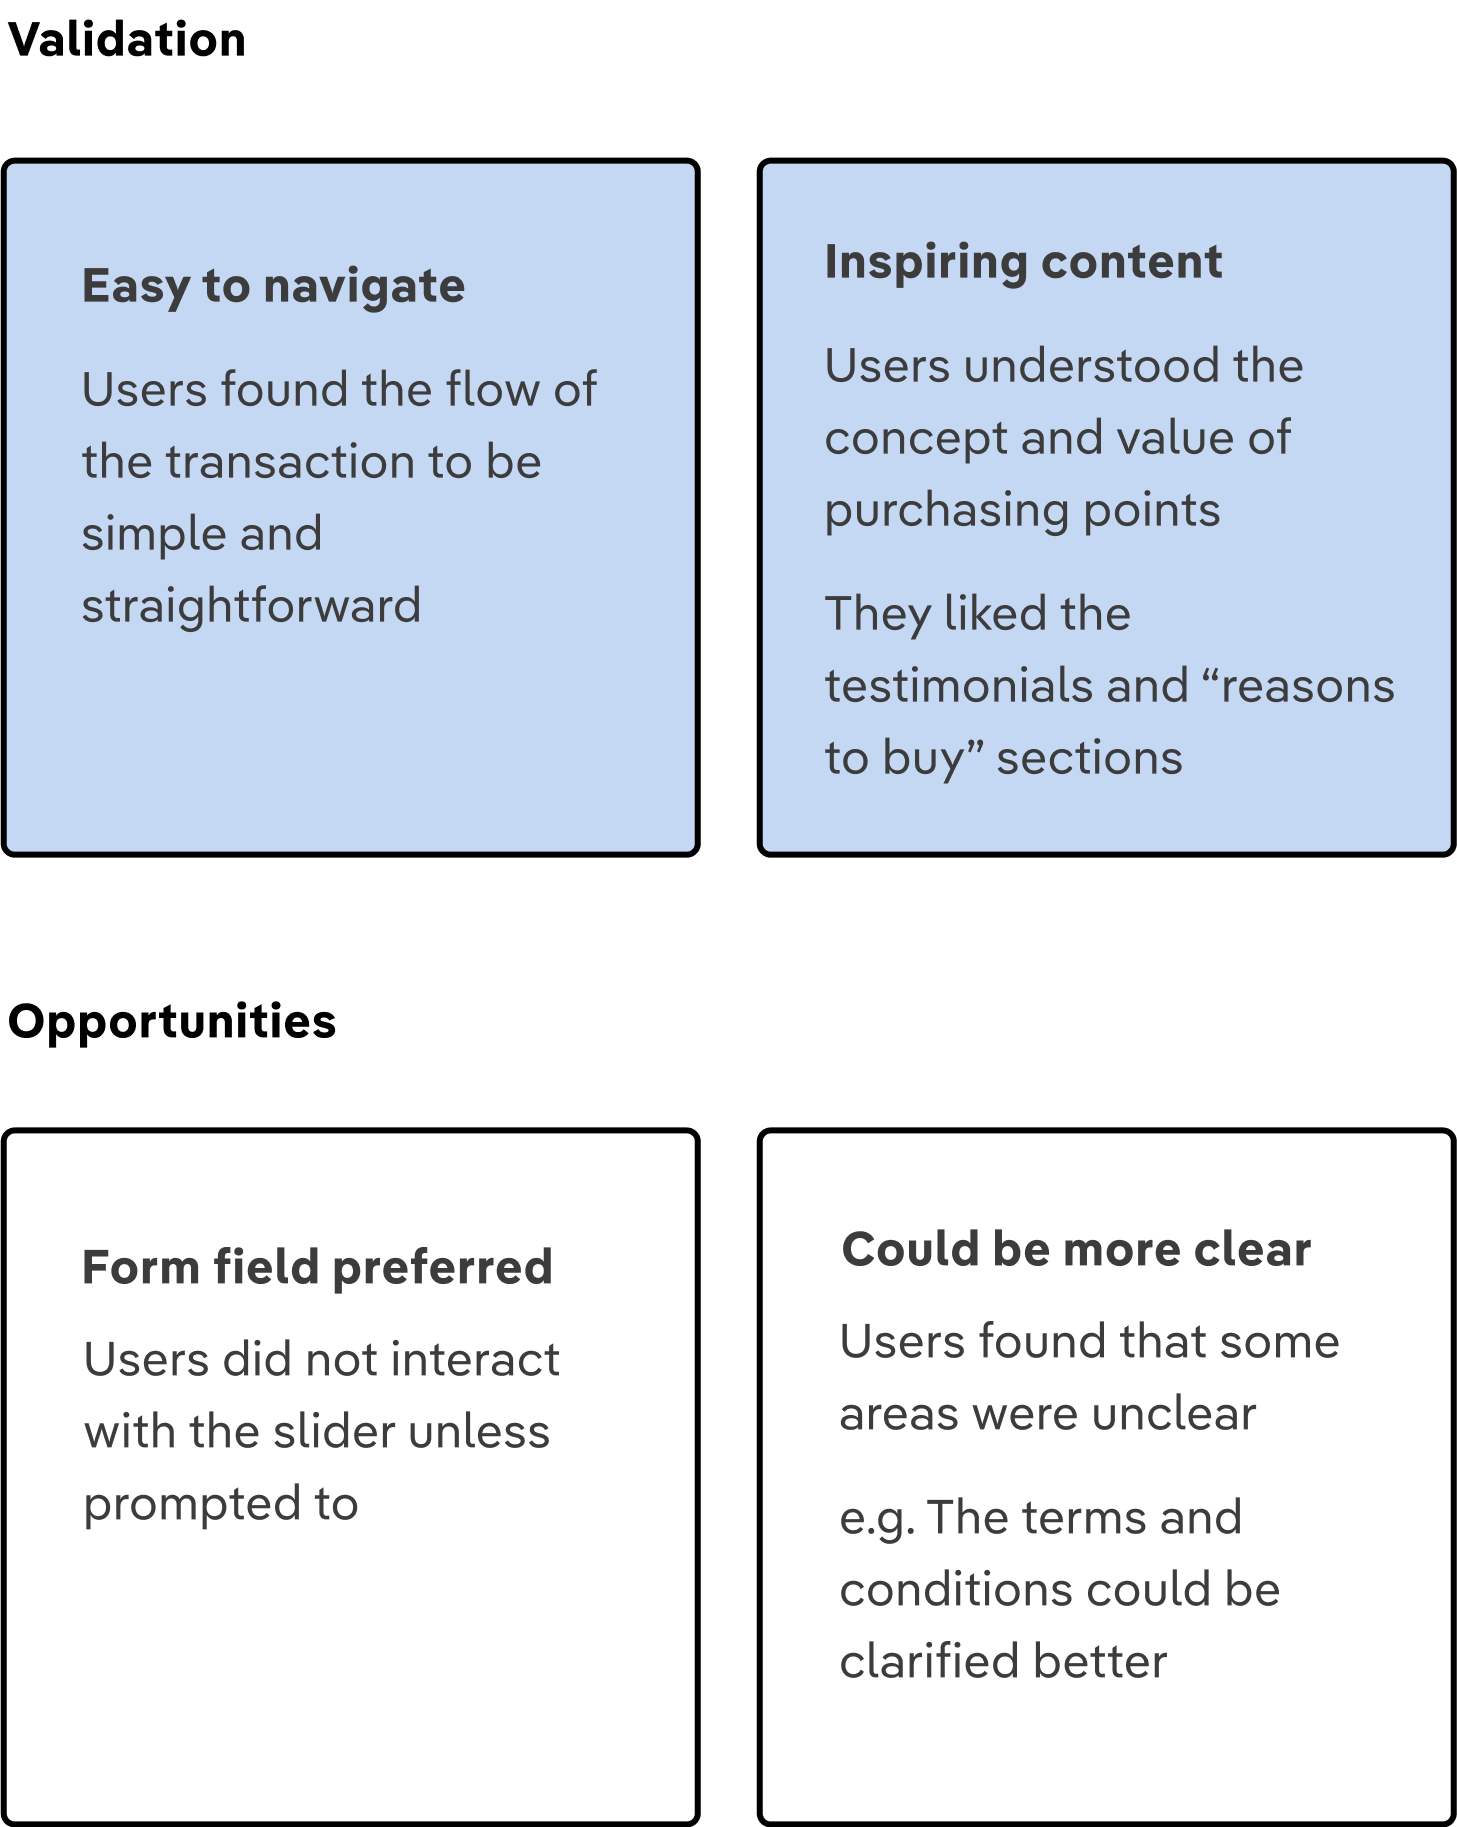 Validation
Easy to navigate
Users found the flow of
the transaction to be
simple and
straightforward
Inspiring content
Users understood the
concept and value of
purchasing points
They liked the
testimonials and “reasons
to buy” sections
Opportunities
Form field preferred
Users did not interact
with the slider unless
prompted to
Could be more clear
Users found that some
areas were unclear
e.g. The terms and
conditions could be
clarified better